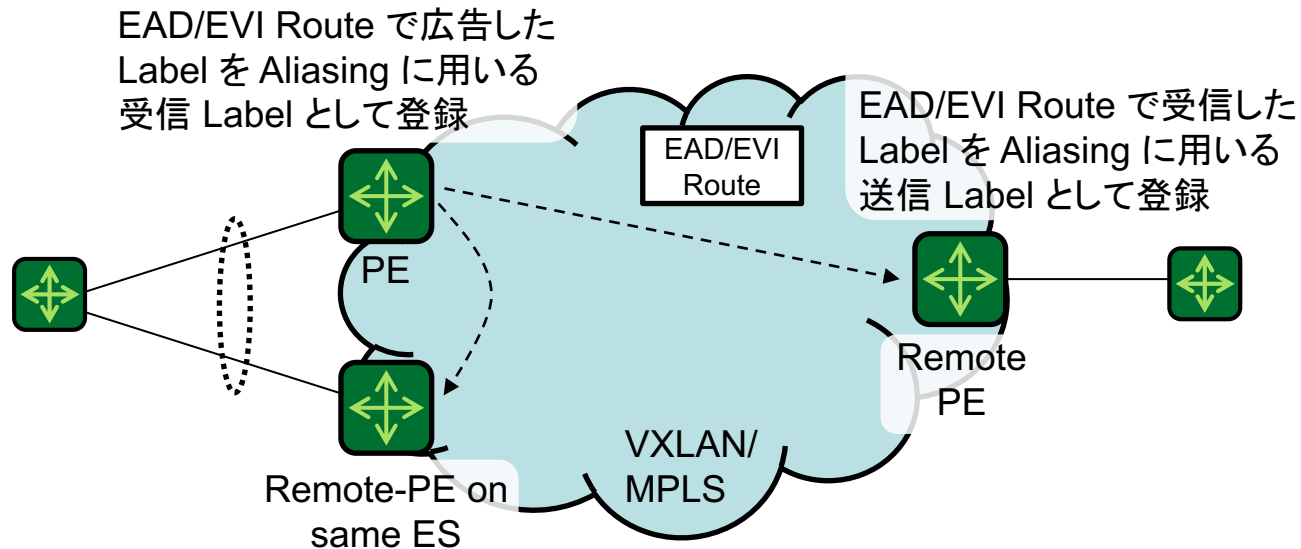 EAD/EVI Route で広告した
Label を Aliasing に用いる
受信 Label として登録
EAD/EVI
Route
EAD/EVI Route で受信した
Label を Aliasing に用いる
送信 Label として登録
PE
Remote
PE
VXLAN/
MPLS
Remote-PE on
same ES